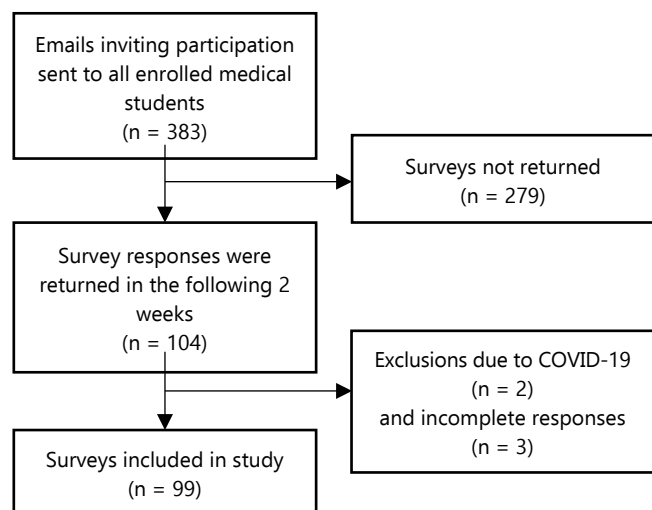 Emails inviting participation
sent to all enrolled medical
students
(n = 383)
Surveys not returned
(n = 279)
Survey responses were
returned in the following 2
weeks
(n = 104)
Exclusions due to COVID-19
(n = 2)
and incomplete responses
(n = 3)
Surveys included in study
(n = 99)